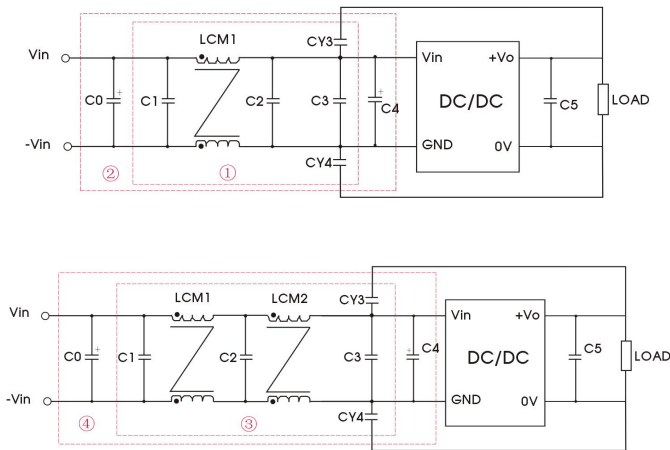 LCM1
CY3
Vin
Vin
+Vo
C0
+
C1
C2
C3
+
C4
DC/DC
C5
LOAD
-Vin
GND
0V
②
①
CY4
LCM1
LCM2
CY3
Vin
Vin
+Vo
C0
+
C1
C2
C3
+
C4
DC/DC
C5
LOAD
-Vin
GND
0V
④
③
CY4